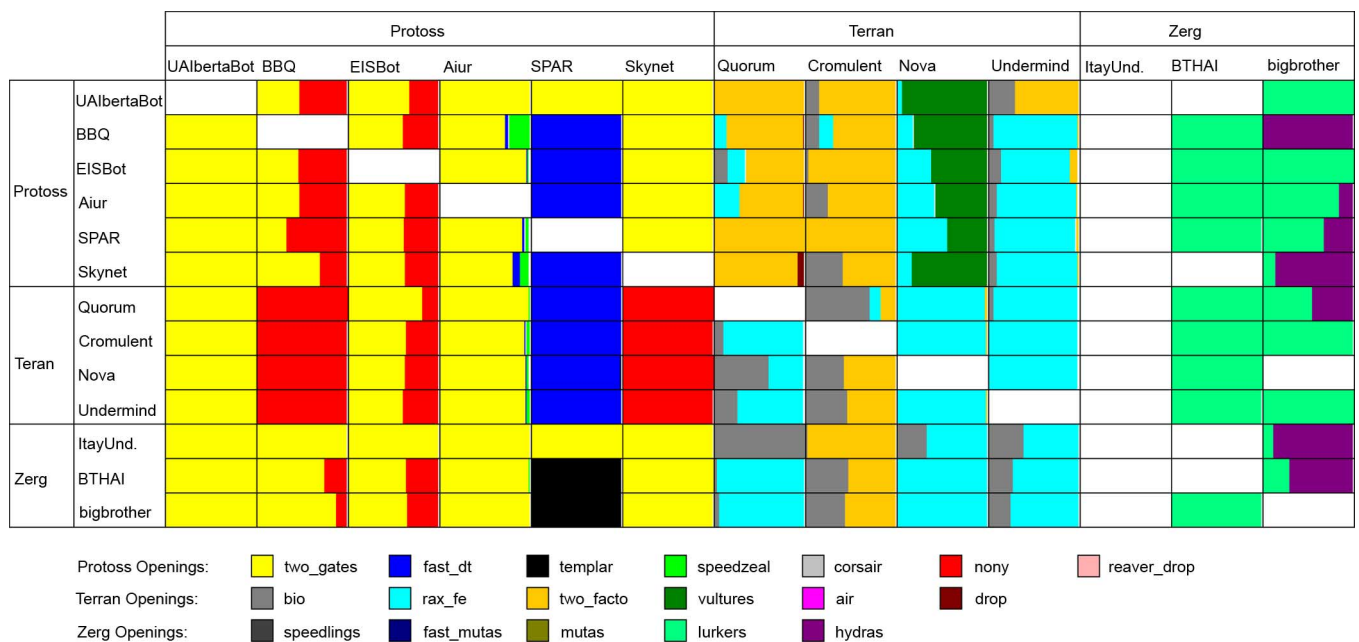 Protoss Terran Zerg
UAlbertaBot BBQ EISBot Aiur SPAR Skynet Quorum Cromulent Nova Undermind ItayUnd. BTHAI bigbrother
UAlbertaBot
BBQ
EISBot
Protoss
Aiur
SPAR
Skynet
Quorum
Cromulent
Teran
Nova
Undermind
ItayUnd.
Zerg BTHAI
bigbrother
Protoss Openings: two_gates fast_dt templar speedzeal corsair nony reaver_drop
Terran Openings: bio rax_fe two_facto vultures air drop
Zerg Openings: speedlings fast_mutas mutas lurkers hydras